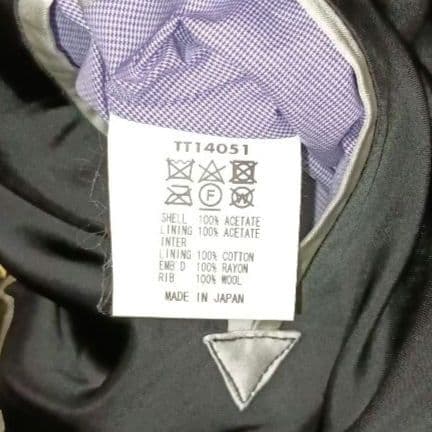 TT14051
F
W
SHELL 100% ACETATE
LINING 100% ACETATE
INTER
LINING 100% COTTON
EMB'D 100% RAYON
RIB 100% WOOL
MADE IN JAPAN